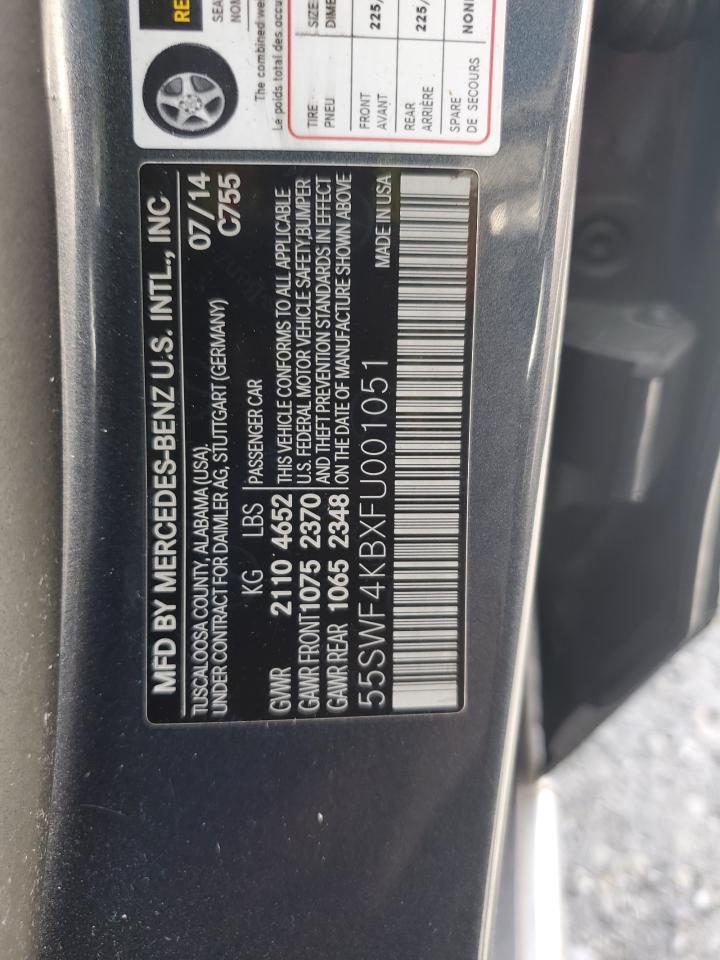 MFD BY MERCEDES-BENZ U.S. INTL., INC
TUSCALOOSA COUNTY, ALABAMA (USA). 07/14
UNDER CONTRACT FOR DAIMLER AG, STUTTGART (GERMANY) C755
KG LBS PASSENGER CAR
GVWR 2110 4652 THIS VEHICLE CONFORMS TO ALL APPLICABLE
GAWR FRONT 1075 2370 U.S. FEDERAL MOTOR VEHICLE SAFETY, BUMPER
GAWR REAR 1065 2348 AND THEFT PREVENTION STANDARDS IN EFFECT
ON THE DATE OF MANUFACTURE SHOWN ABOVE
55SWF4KBXFU001051 MADE IN USA
RE
SEA
NOM
The combined we
Le poids total des occu
TIRE SIZE
PNEU DIME
FRONT 225/
AVANT
REAR 225/
ARRIÈRE
SPARE NON
DE SECOURS